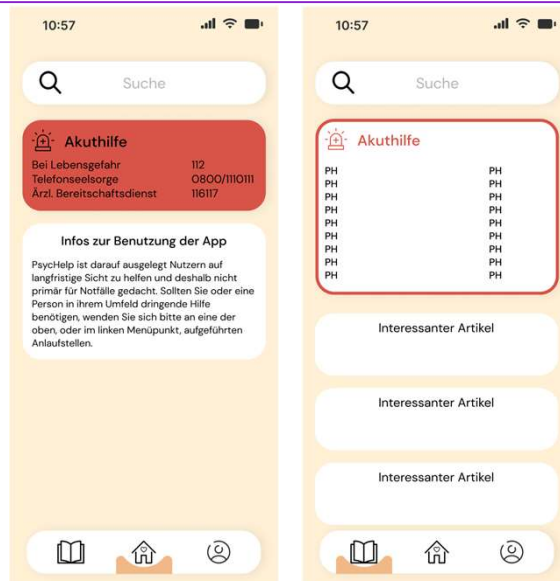 10:57
Suche
Akuthilfe
Bei Lebensgefahr 112
Telefonseelsorge 0800/1110111
Ärzl. Bereitschaftsdienst 116117
Infos zur Benutzung der App
PsycHelp ist darauf ausgelegt Nutzern auf
langfristige Sicht zu helfen und deshalb nicht
primär für Notfälle gedacht. Sollten Sie oder eine
Person in ihrem Umfeld dringende Hilfe
benötigen, wenden Sie sich bitte an eine der
oben, oder im linken Menüpunkt, aufgeführten
Anlaufstellen.
10:57
Suche
Akuthilfe
PH PH
PH PH
PH PH
PH PH
PH PH
PH PH
PH PH
PH PH
PH PH
Interessanter Artikel
Interessanter Artikel
Interessanter Artikel